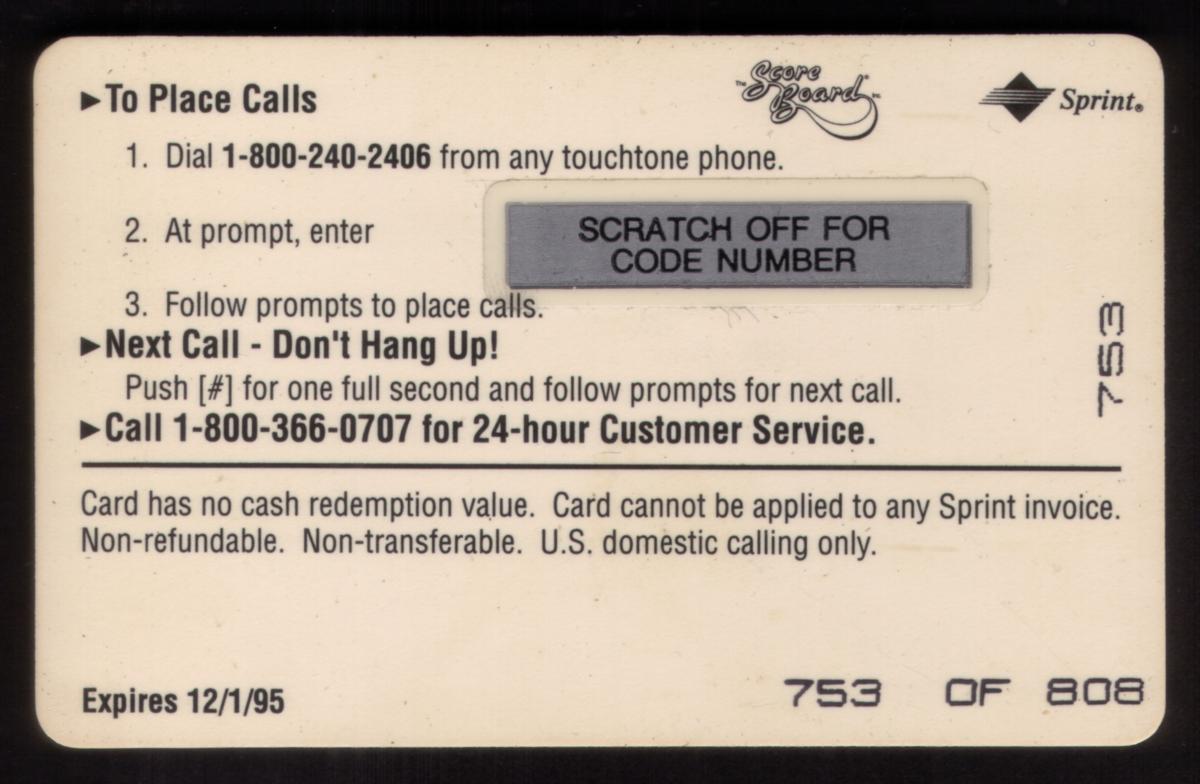 ►To Place Calls
™ Score Board® Inc
Sprint®
1. Dial 1-800-240-2406 from any touchtone phone.
2. At prompt, enter
SCRATCH OFF FOR
CODE NUMBER
3. Follow prompts to place calls.
►Next Call - Don't Hang Up!
Push [#] for one full second and follow prompts for next call.
►Call 1-800-366-0707 for 24-hour Customer Service.
753
Card has no cash redemption value. Card cannot be applied to any Sprint invoice.
Non-refundable. Non-transferable. U.S. domestic calling only.
Expires 12/1/95
753 OF 808